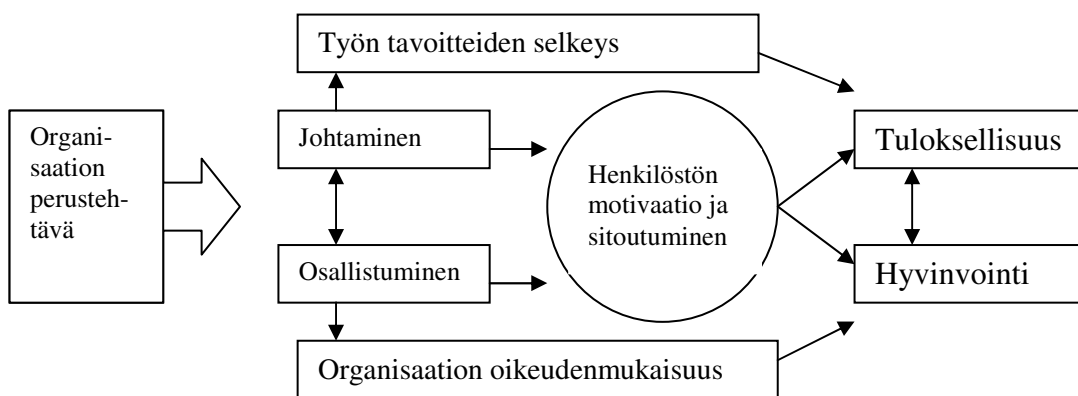 Työn tavoitteiden selkeys
Organi-
saation
perusteh-
tävä
Johtaminen
Osallistuminen
Henkilöstön
motivaatio ja
sitoutuminen
Tuloksellisuus
Hyvinvointi
Organisaation oikeudenmukaisuus